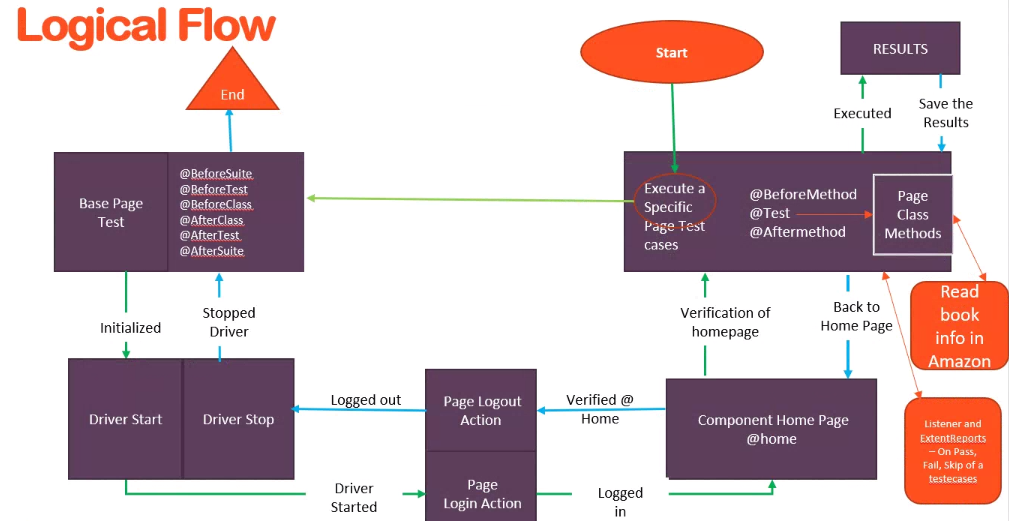 Logical Flow
Start
RESULTS
End
Executed
Save the
Results
Base Page
Test
@BeforeSuite
@BeforeTest
@BeforeClass
@AfterClass
@AfterTest
@AfterSuite
Execute a
Specific
Page Test
cases
@BeforeMethod
@Test
@Aftermethod
Page
Class
Methods
Initialized
Stopped
Driver
Verification of
homepage
Back to
Home Page
Read
book
info in
Amazon
Driver Start
Driver Stop
Logged out
Page Logout
Action
Verified @
Home
Component Home Page
@home
Listener and
ExtentReports
– On Pass,
Fail, Skip of a
testecases
Driver
Started
Page
Login Action
Logged
in